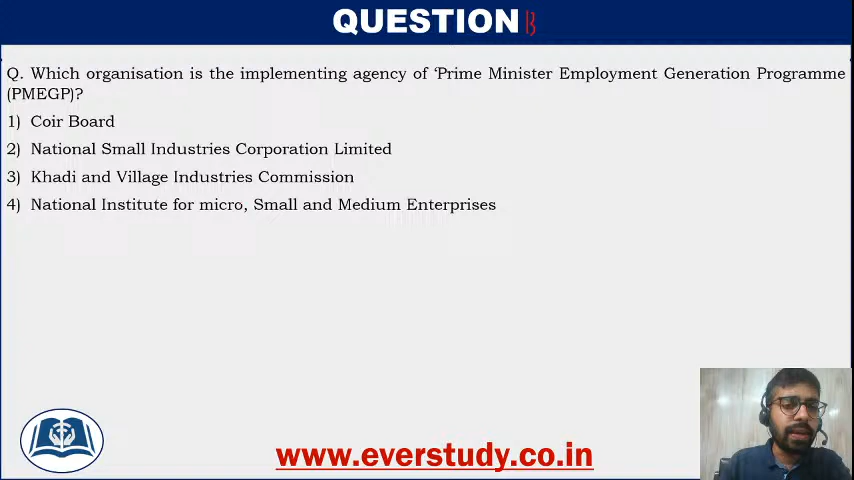 QUESTION
Q. Which organisation is the implementing agency of ‘Prime Minister Employment Generation Programme
(PMEGP)?
1) Coir Board
2) National Small Industries Corporation Limited
3) Khadi and Village Industries Commission
4) National Institute for micro, Small and Medium Enterprises
www.everstudy.co.in